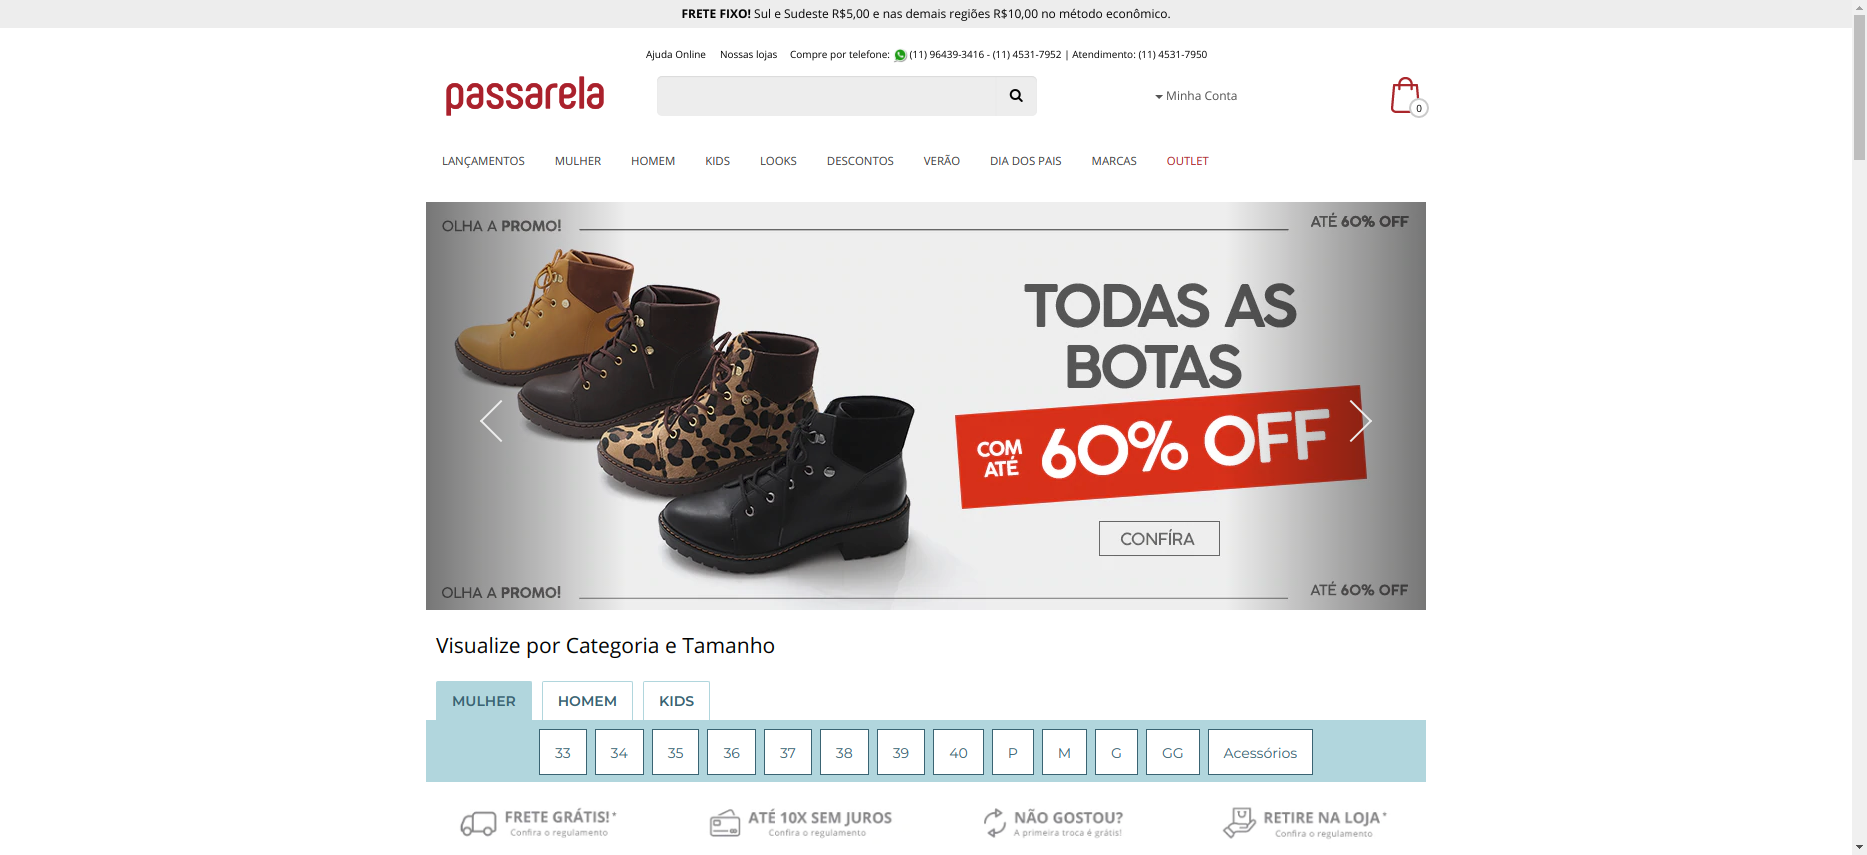 FRETE FIXO! Sul e Sudeste R$5,00 e nas demais regiões R$10,00 no método econômico.
Ajuda Online Nossas lojas Compre por telefone: (11) 96439-3416 - (11) 4531-7952 | Atendimento: (11) 4531-7950
passarela
Minha Conta
0
LANÇAMENTOS MULHER HOMEM KIDS LOOKS DESCONTOS VERÃO DIA DOS PAIS MARCAS OUTLET
OLHA A PROMO! ATÉ 60% OFF
TODAS AS
BOTAS
COM ATÉ 60% OFF
CONFÍRA
OLHA A PROMO! ATÉ 60% OFF
Visualize por Categoria e Tamanho
MULHER HOMEM KIDS
33 34 35 36 37 38 39 40 P M G GG Acessórios
FRETE GRÁTIS!* ATÉ 10X SEM JUROS NÃO GOSTOU? RETIRE NA LOJA*
Confira o regulamento Confira o regulamento A primeira troca é grátis! Confira o regulamento